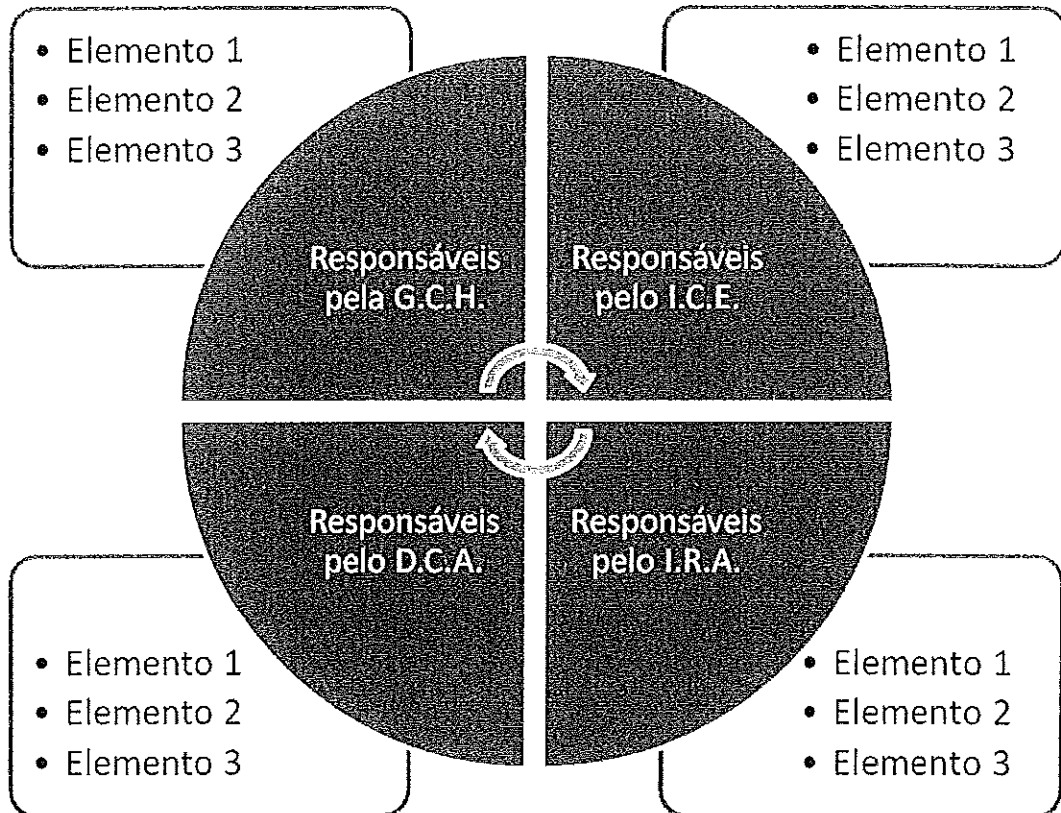 • Elemento 1
• Elemento 2
• Elemento 3
• Elemento 1
• Elemento 2
• Elemento 3
Responsáveis
pela G.C.H.
Responsáveis
pelo I.C.E.
Responsáveis
pelo D.C.A.
Responsáveis
pelo I.R.A.
• Elemento 1
• Elemento 2
• Elemento 3
• Elemento 1
• Elemento 2
• Elemento 3